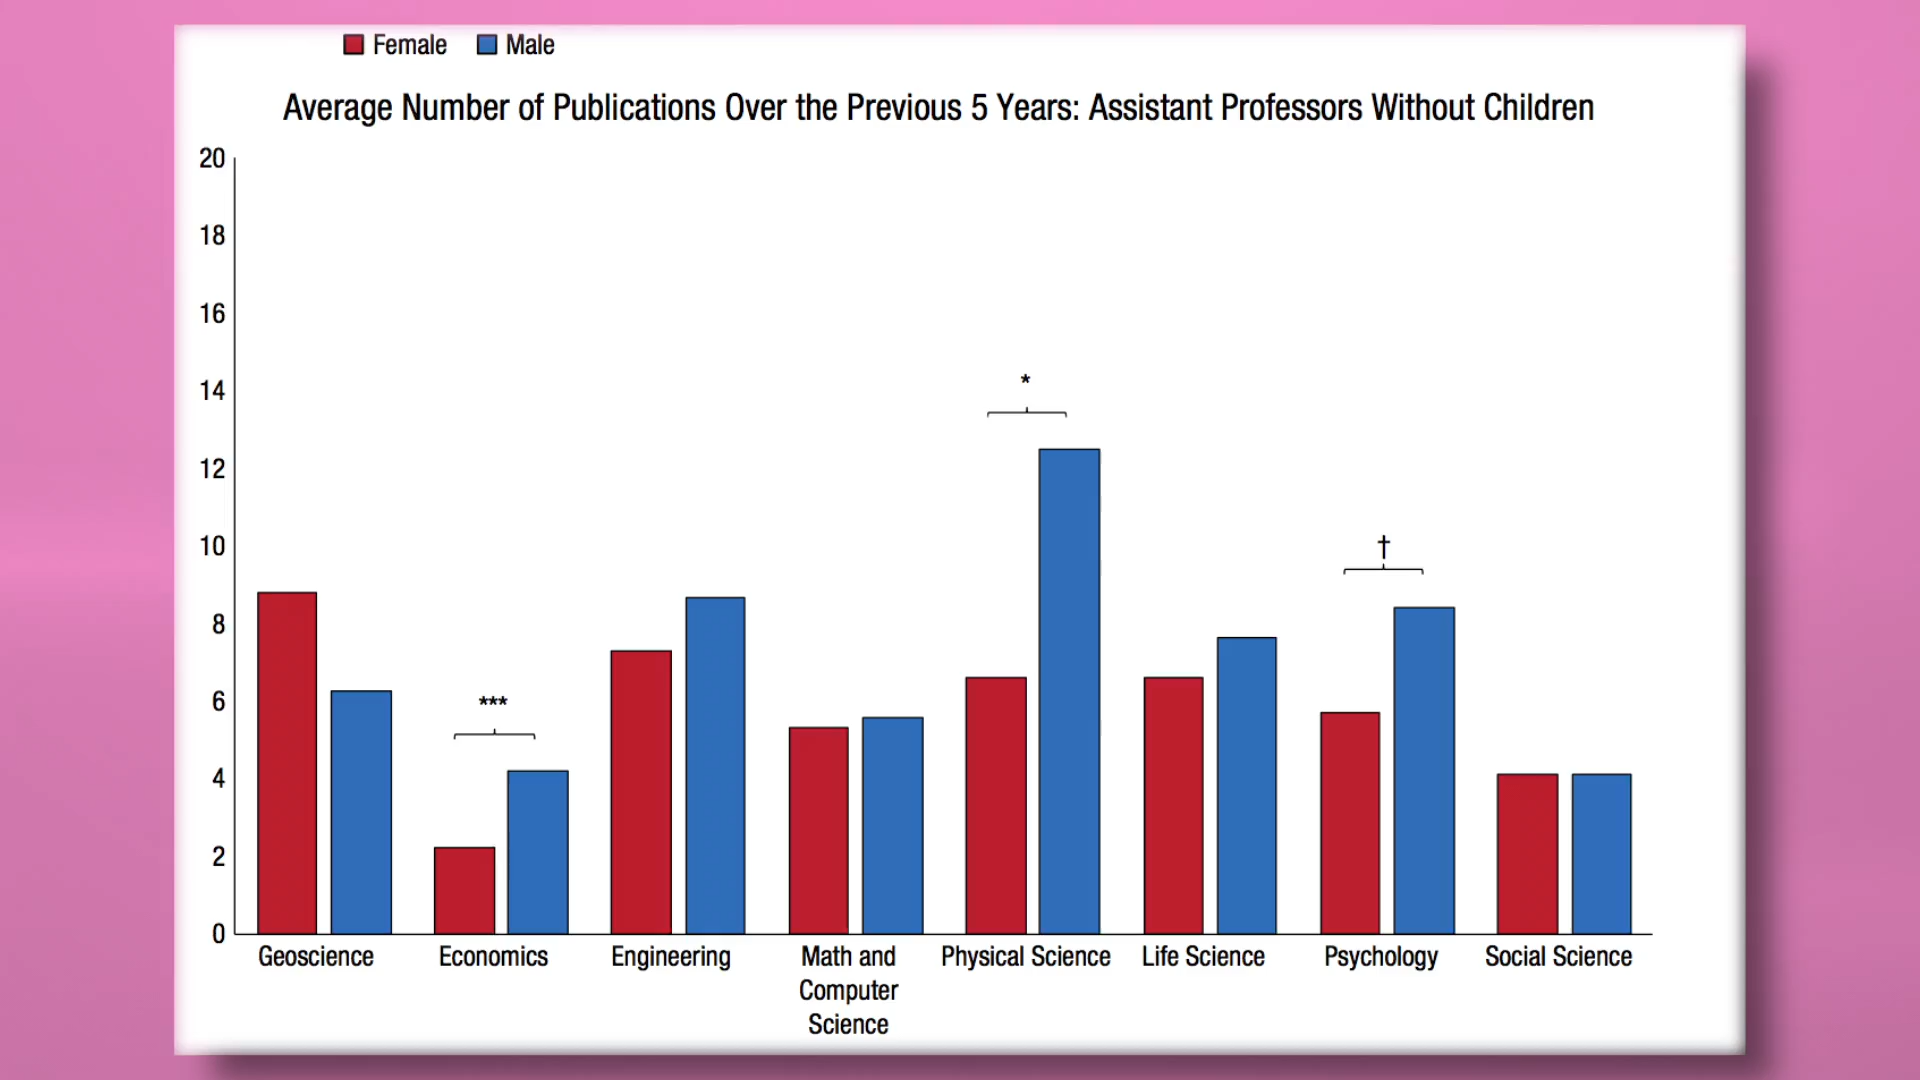 Female Male
Average Number of Publications Over the Previous 5 Years: Assistant Professors Without Children
20
18
16
14
*
12
10
†
8
6
***
4
2
0
Geoscience Economics Engineering Math and Physical Science Life Science Psychology Social Science
Computer
Science